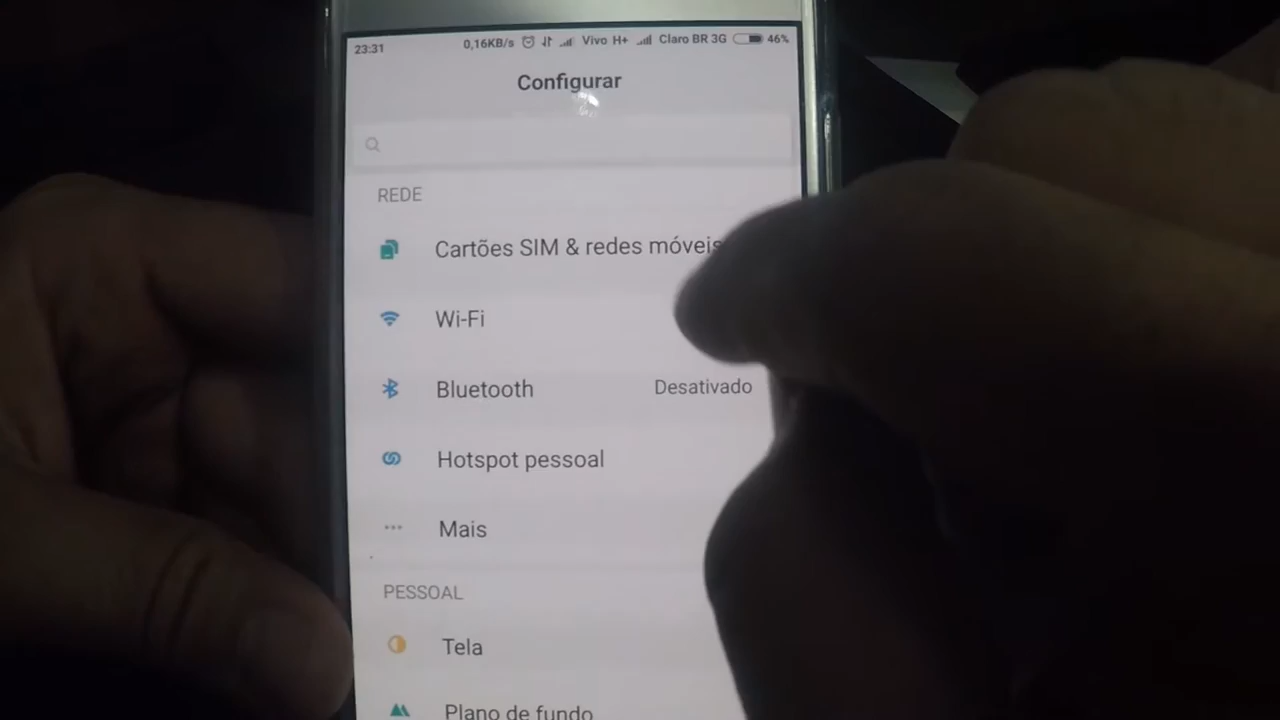 23:31 0,16KB/s Vivo H+ Claro BR 3G 46%
Configurar
REDE
Cartões SIM & redes móveis
Wi-Fi
Bluetooth Desativado
Hotspot pessoal
... Mais
PESSOAL
Tela
Plano de fundo